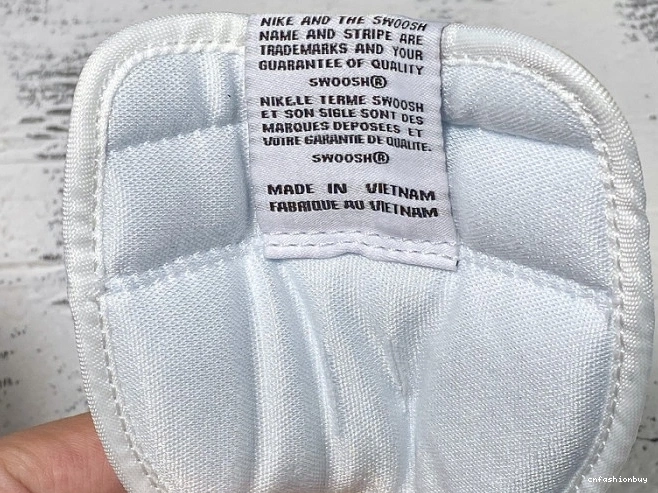 NIKE AND THE SWOOSH
NAME AND STRIPE ARE
TRADEMARKS AND YOUR
GUARANTEE OF QUALITY
SWOOSH®
NIKE,LE TERME SWOOSH
ET SON SIGLE SONT DES
MARQUES DEPOSEES ET
VOTRE GARANTIE DE QUALITE.
SWOOSH®
MADE IN VIETNAM
FABRIQUE AU VIETNAM
cnfashionbuy